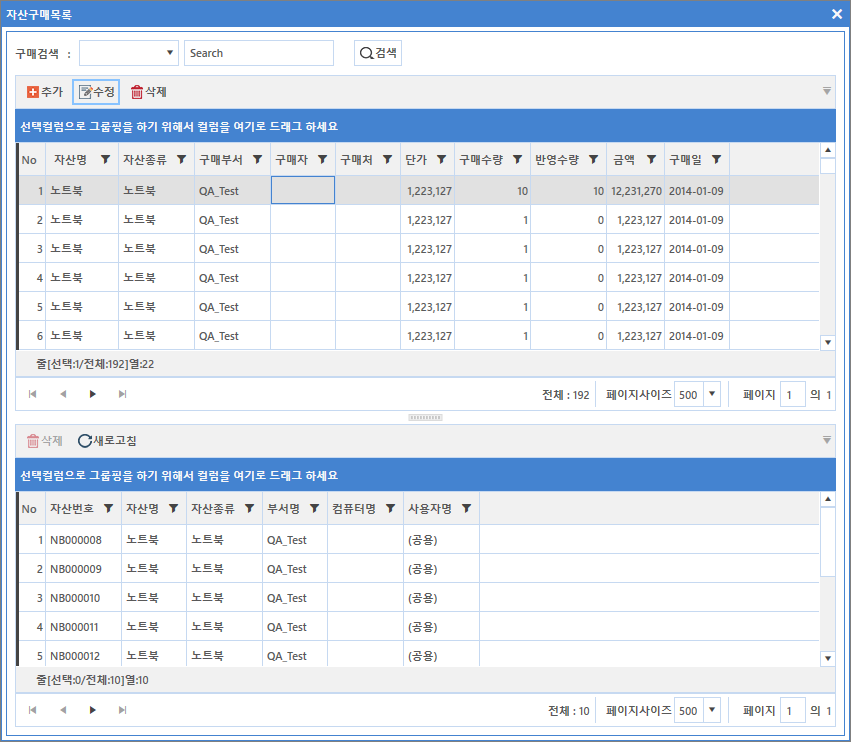 자산구매목록
구매검색 : Search 검색
추가 수정 삭제
선택컬럼으로 그룹핑을 하기 위해서 컬럼을 여기로 드래그 하세요
No 자산명 자산종류 구매부서 구매자 구매처 단가 구매수량 반영수량 금액 구매일
1 노트북 노트북 QA_Test 1,223,127 10 10 12,231,270 2014-01-09
2 노트북 노트북 QA_Test 1,223,127 1 0 1,223,127 2014-01-09
3 노트북 노트북 QA_Test 1,223,127 1 0 1,223,127 2014-01-09
4 노트북 노트북 QA_Test 1,223,127 1 0 1,223,127 2014-01-09
5 노트북 노트북 QA_Test 1,223,127 1 0 1,223,127 2014-01-09
6 노트북 노트북 QA_Test 1,223,127 1 0 1,223,127 2014-01-09
줄[선택:1/전체:192]열:22
전체 : 192 페이지사이즈 500 페이지 1 의 1
삭제 새로고침
선택컬럼으로 그룹핑을 하기 위해서 컬럼을 여기로 드래그 하세요
No 자산번호 자산명 자산종류 부서명 컴퓨터명 사용자명
1 NB000008 노트북 노트북 QA_Test (공용)
2 NB000009 노트북 노트북 QA_Test (공용)
3 NB000010 노트북 노트북 QA_Test (공용)
4 NB000011 노트북 노트북 QA_Test (공용)
5 NB000012 노트북 노트북 QA_Test (공용)
줄[선택:0/전체:10]열:10
전체 : 10 페이지사이즈 500 페이지 1 의 1